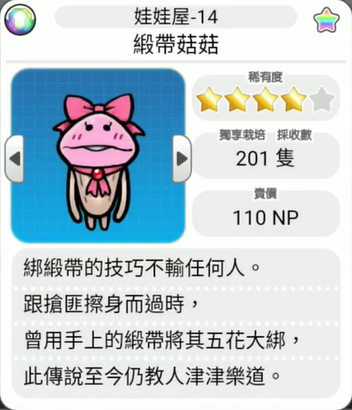 娃娃屋-14
緞帶菇菇
稀有度
獨享栽培 採收數
201 隻
賣價
110 NP
綁緞帶的技巧不輸任何人。
跟搶匪擦身而過時，
曾用手上的緞帶將其五花大綁，
此傳說至今仍教人津津樂道。